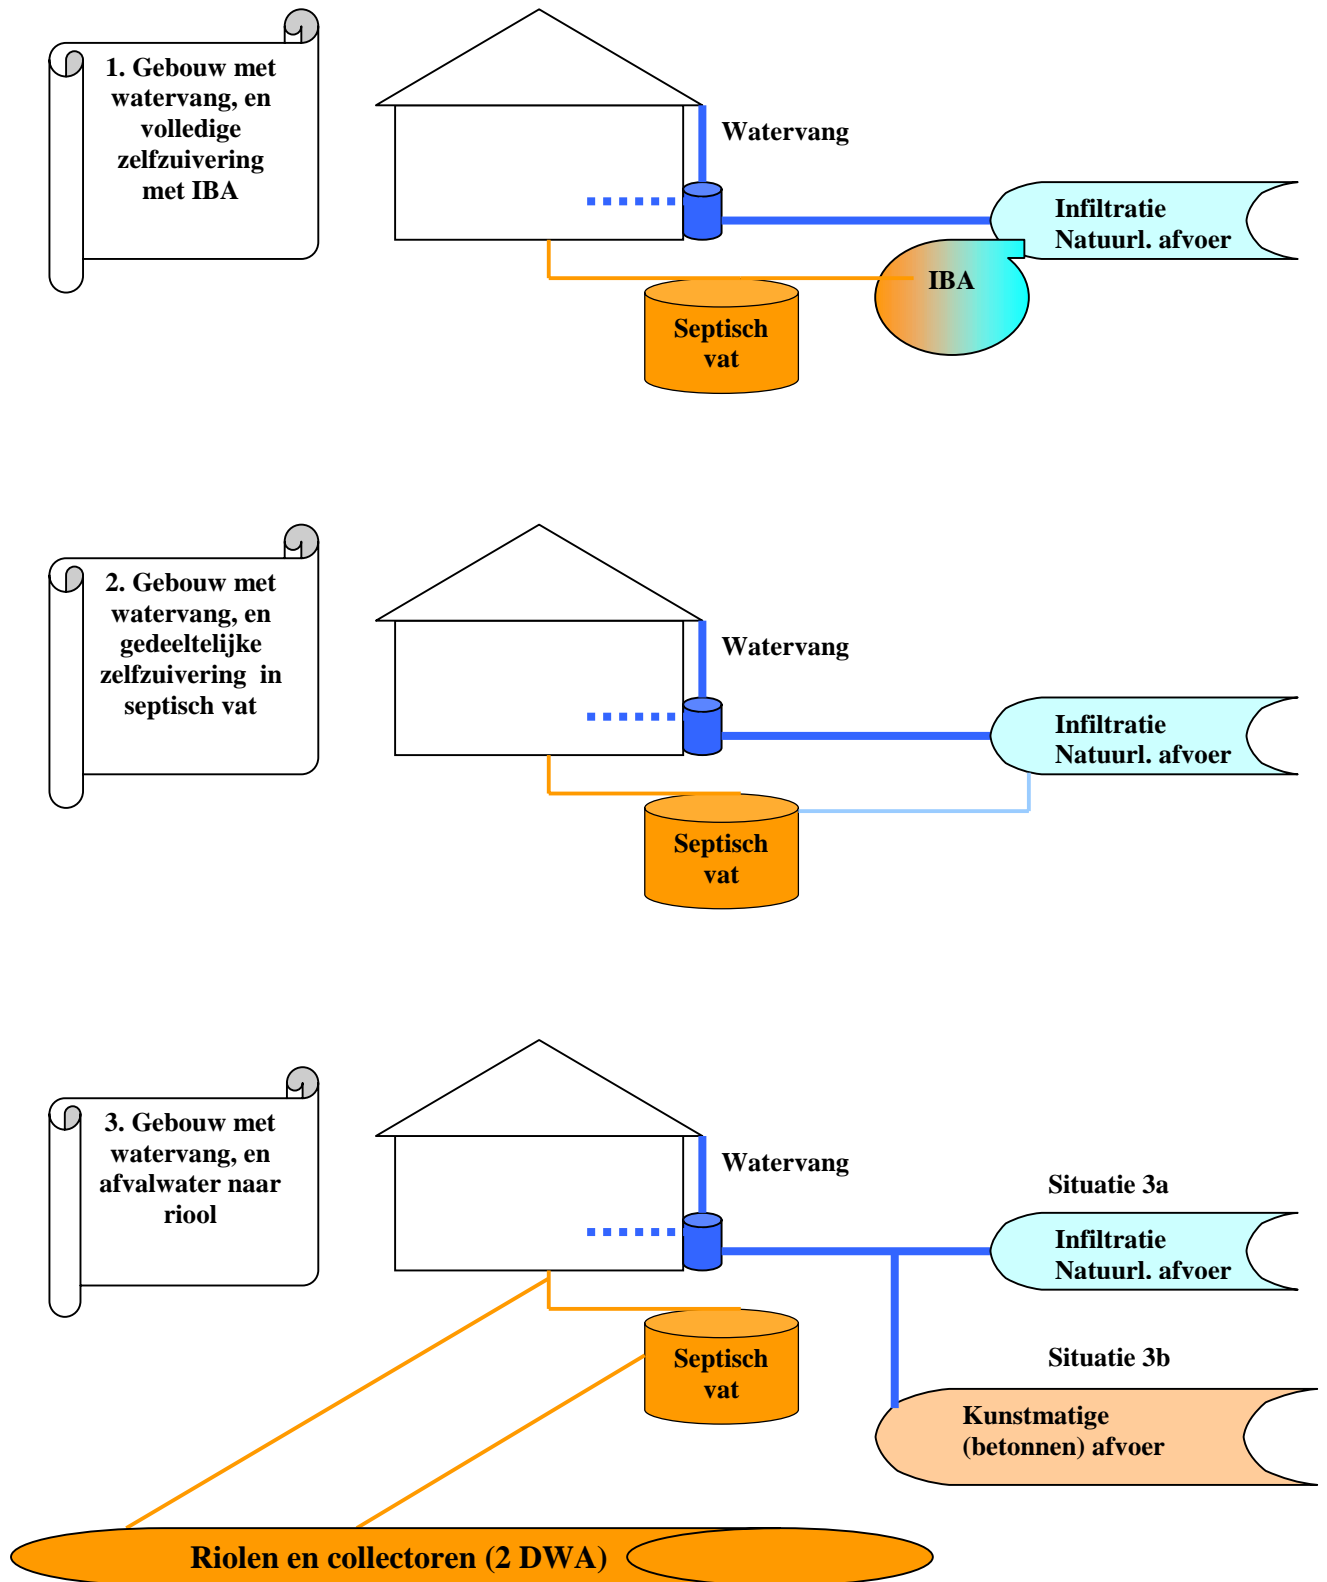 1. Gebouw met
watervang, en
volledige
zelfzuivering
met IBA
Watervang
Infiltratie
Natuurl. afvoer
IBA
Septisch
vat
2. Gebouw met
watervang, en
gedeeltelijke
zelfzuivering in
septisch vat
Watervang
Infiltratie
Natuurl. afvoer
Septisch
vat
3. Gebouw met
watervang, en
afvalwater naar
riool
Watervang
Situatie 3a
Infiltratie
Natuurl. afvoer
Septisch
vat
Situatie 3b
Kunstmatige
(betonnen) afvoer
Riolen en collectoren (2 DWA)